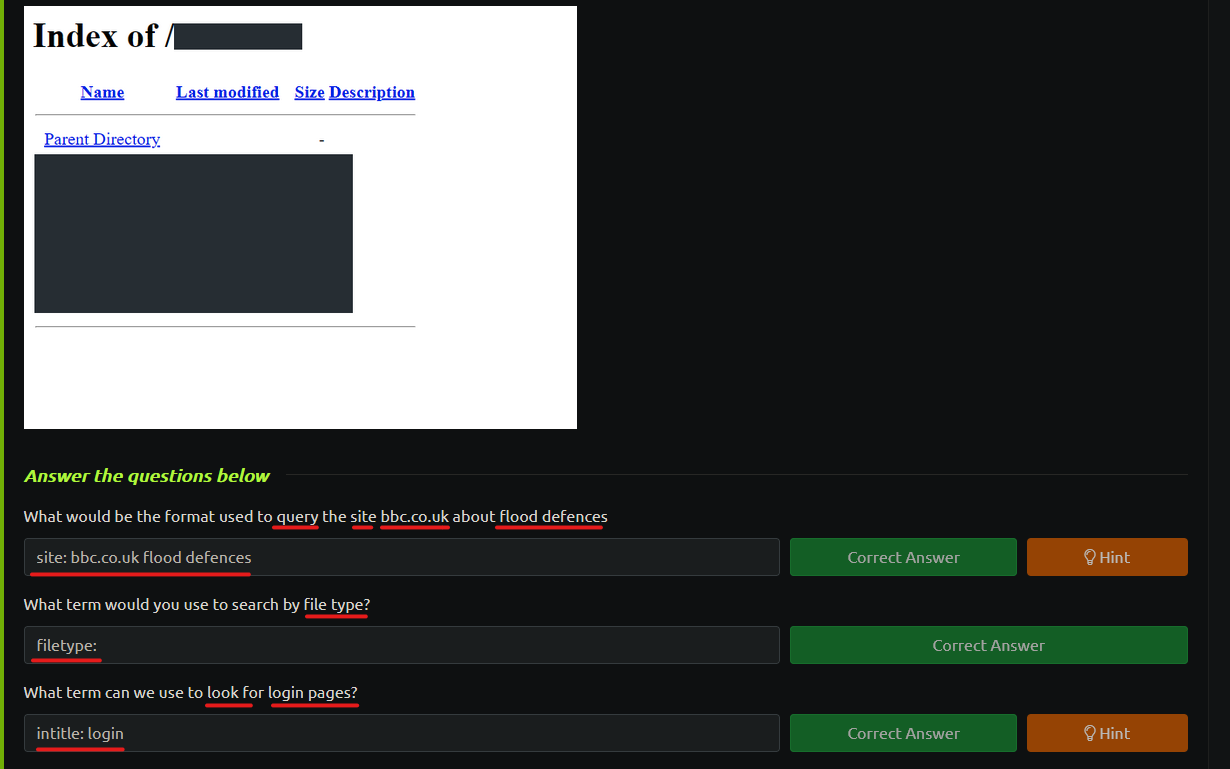 Index of /
Name Last modified Size Description
Parent Directory -
Answer the questions below
What would be the format used to query the site bbc.co.uk about flood defences
site: bbc.co.uk flood defences Correct Answer Hint
What term would you use to search by file type?
filetype: Correct Answer
What term can we use to look for login pages?
intitle: login Correct Answer Hint